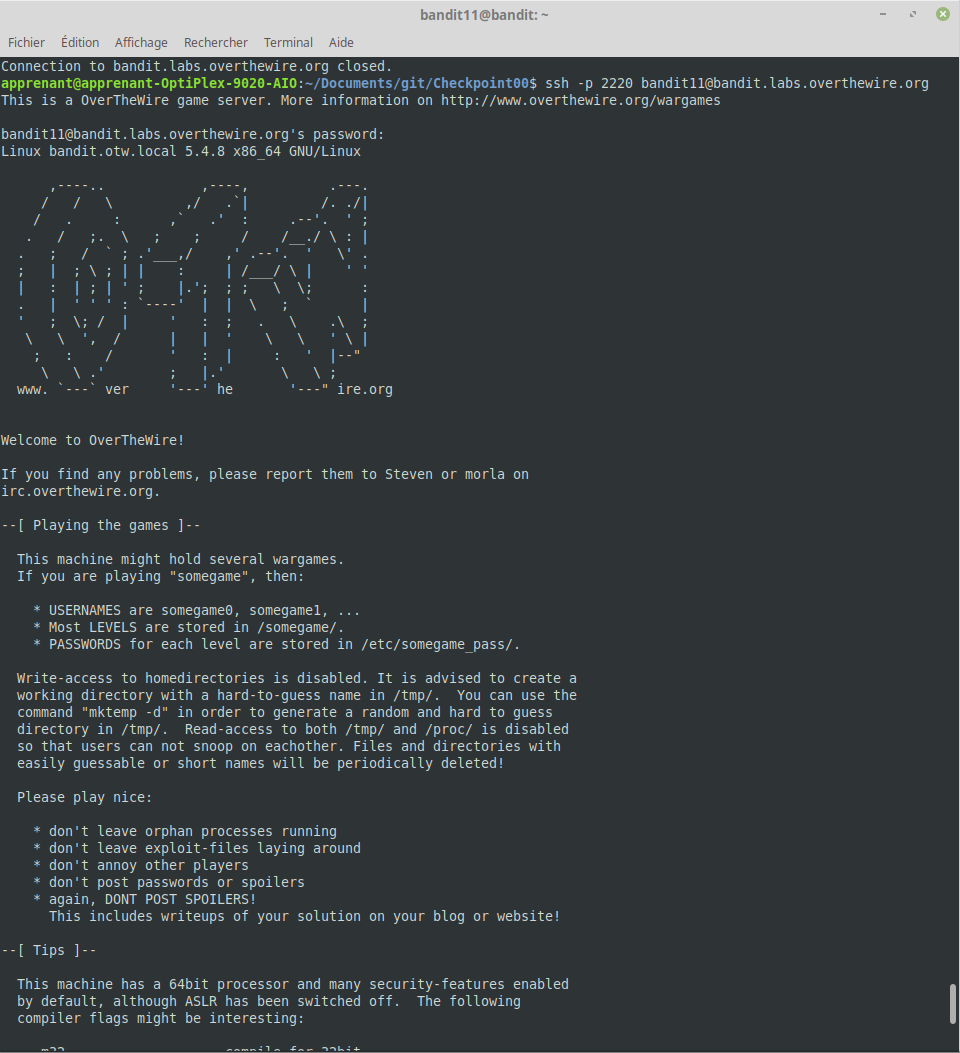 bandit11@bandit: ~
Fichier Édition Affichage Rechercher Terminal Aide
Connection to bandit.labs.overthewire.org closed.
apprenant@apprenant-OptiPlex-9020-AIO:~/Documents/git/Checkpoint00$ ssh -p 2220 bandit11@bandit.labs.overthewire.org
This is a OverTheWire game server. More information on http://www.overthewire.org/wargames
bandit11@bandit.labs.overthewire.org's password:
Linux bandit.otw.local 5.4.8 x86_64 GNU/Linux
      ,----..            ,----,          .---.
     /   /   \         ,/   .`|         /. ./|
    /   .     :      ,`   .'  :     .--'.  ' ;
   .   /   ;.  \   ;    ;     /    /__./ \ : |
  .   ;   /  ` ; .'___,/    ,' .--'.  '   \' .
  ;   |  ; \ ; | |    :     | /___/ \ |    ' '
  |   :  | ; | ' ;    |.';  ; ;   \  \;      :
  .   |  ' ' ' : `----'  |  |  \   ;  `      |
  '   ;  \; /  |     '   :  ;   .   \    .\  ;
   \   \  ',  /      |   |  '    \   \   ' \ |
    ;   :    /       '   :  |     :   '  |--"
     \   \ .'        ;   |.'       \   \ ;
  www. `---` ver     '---' he       '---" ire.org
Welcome to OverTheWire!
If you find any problems, please report them to Steven or morla on
irc.overthewire.org.
--[ Playing the games ]--
  This machine might hold several wargames.
  If you are playing "somegame", then:
    * USERNAMES are somegame0, somegame1, ...
    * Most LEVELS are stored in /somegame/.
    * PASSWORDS for each level are stored in /etc/somegame_pass/.
  Write-access to homedirectories is disabled. It is advised to create a
  working directory with a hard-to-guess name in /tmp/.  You can use the
  command "mktemp -d" in order to generate a random and hard to guess
  directory in /tmp/.  Read-access to both /tmp/ and /proc/ is disabled
  so that users can not snoop on eachother. Files and directories with
  easily guessable or short names will be periodically deleted!
  Please play nice:
    * don't leave orphan processes running
    * don't leave exploit-files laying around
    * don't annoy other players
    * don't post passwords or spoilers
    * again, DONT POST SPOILERS!
      This includes writeups of your solution on your blog or website!
--[ Tips ]--
  This machine has a 64bit processor and many security-features enabled
  by default, although ASLR has been switched off.  The following
  compiler flags might be interesting: